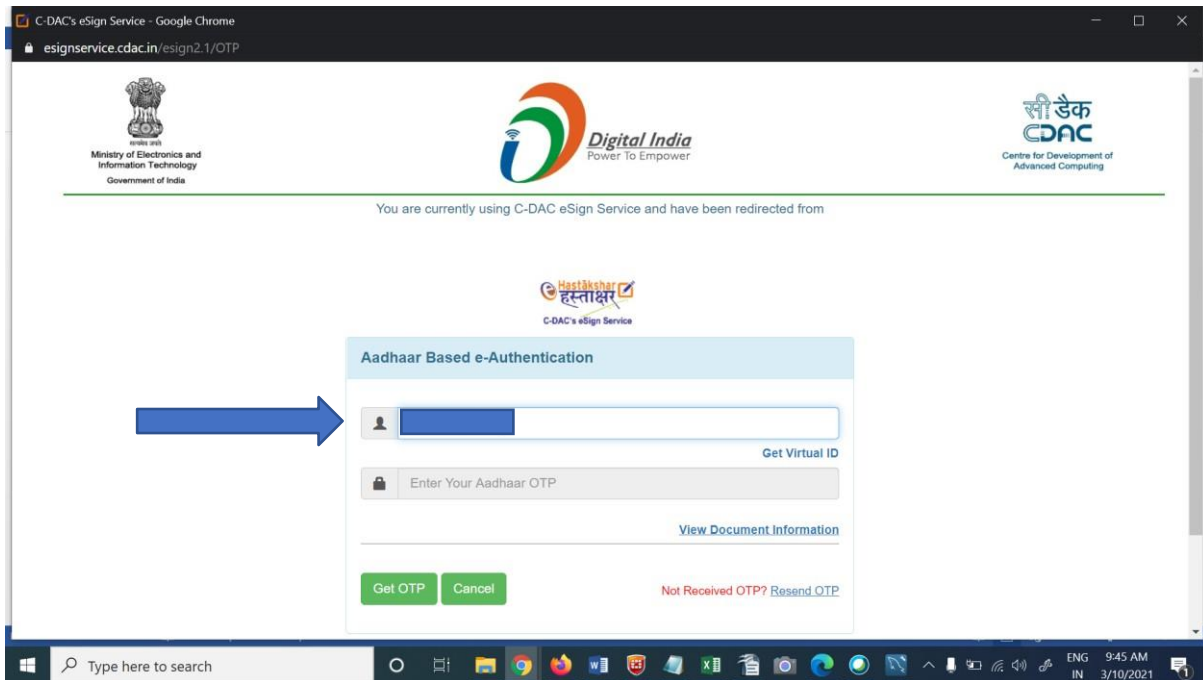 C-DAC's eSign Service - Google Chrome
esignservice.cdac.in/esign2.1/OTP
सत्यमेव जयते
Ministry of Electronics and
Information Technology
Government of India
Digital India
Power To Empower
सी डैक
CDAC
Centre for Development of
Advanced Computing
You are currently using C-DAC eSign Service and have been redirected from
e Hastākshar
हस्ताक्षर
C-DAC's eSign Service
Aadhaar Based e-Authentication
Get Virtual ID
Enter Your Aadhaar OTP
View Document Information
Get OTP Cancel Not Received OTP? Resend OTP
Type here to search
ENG 9:45 AM
IN 3/10/2021